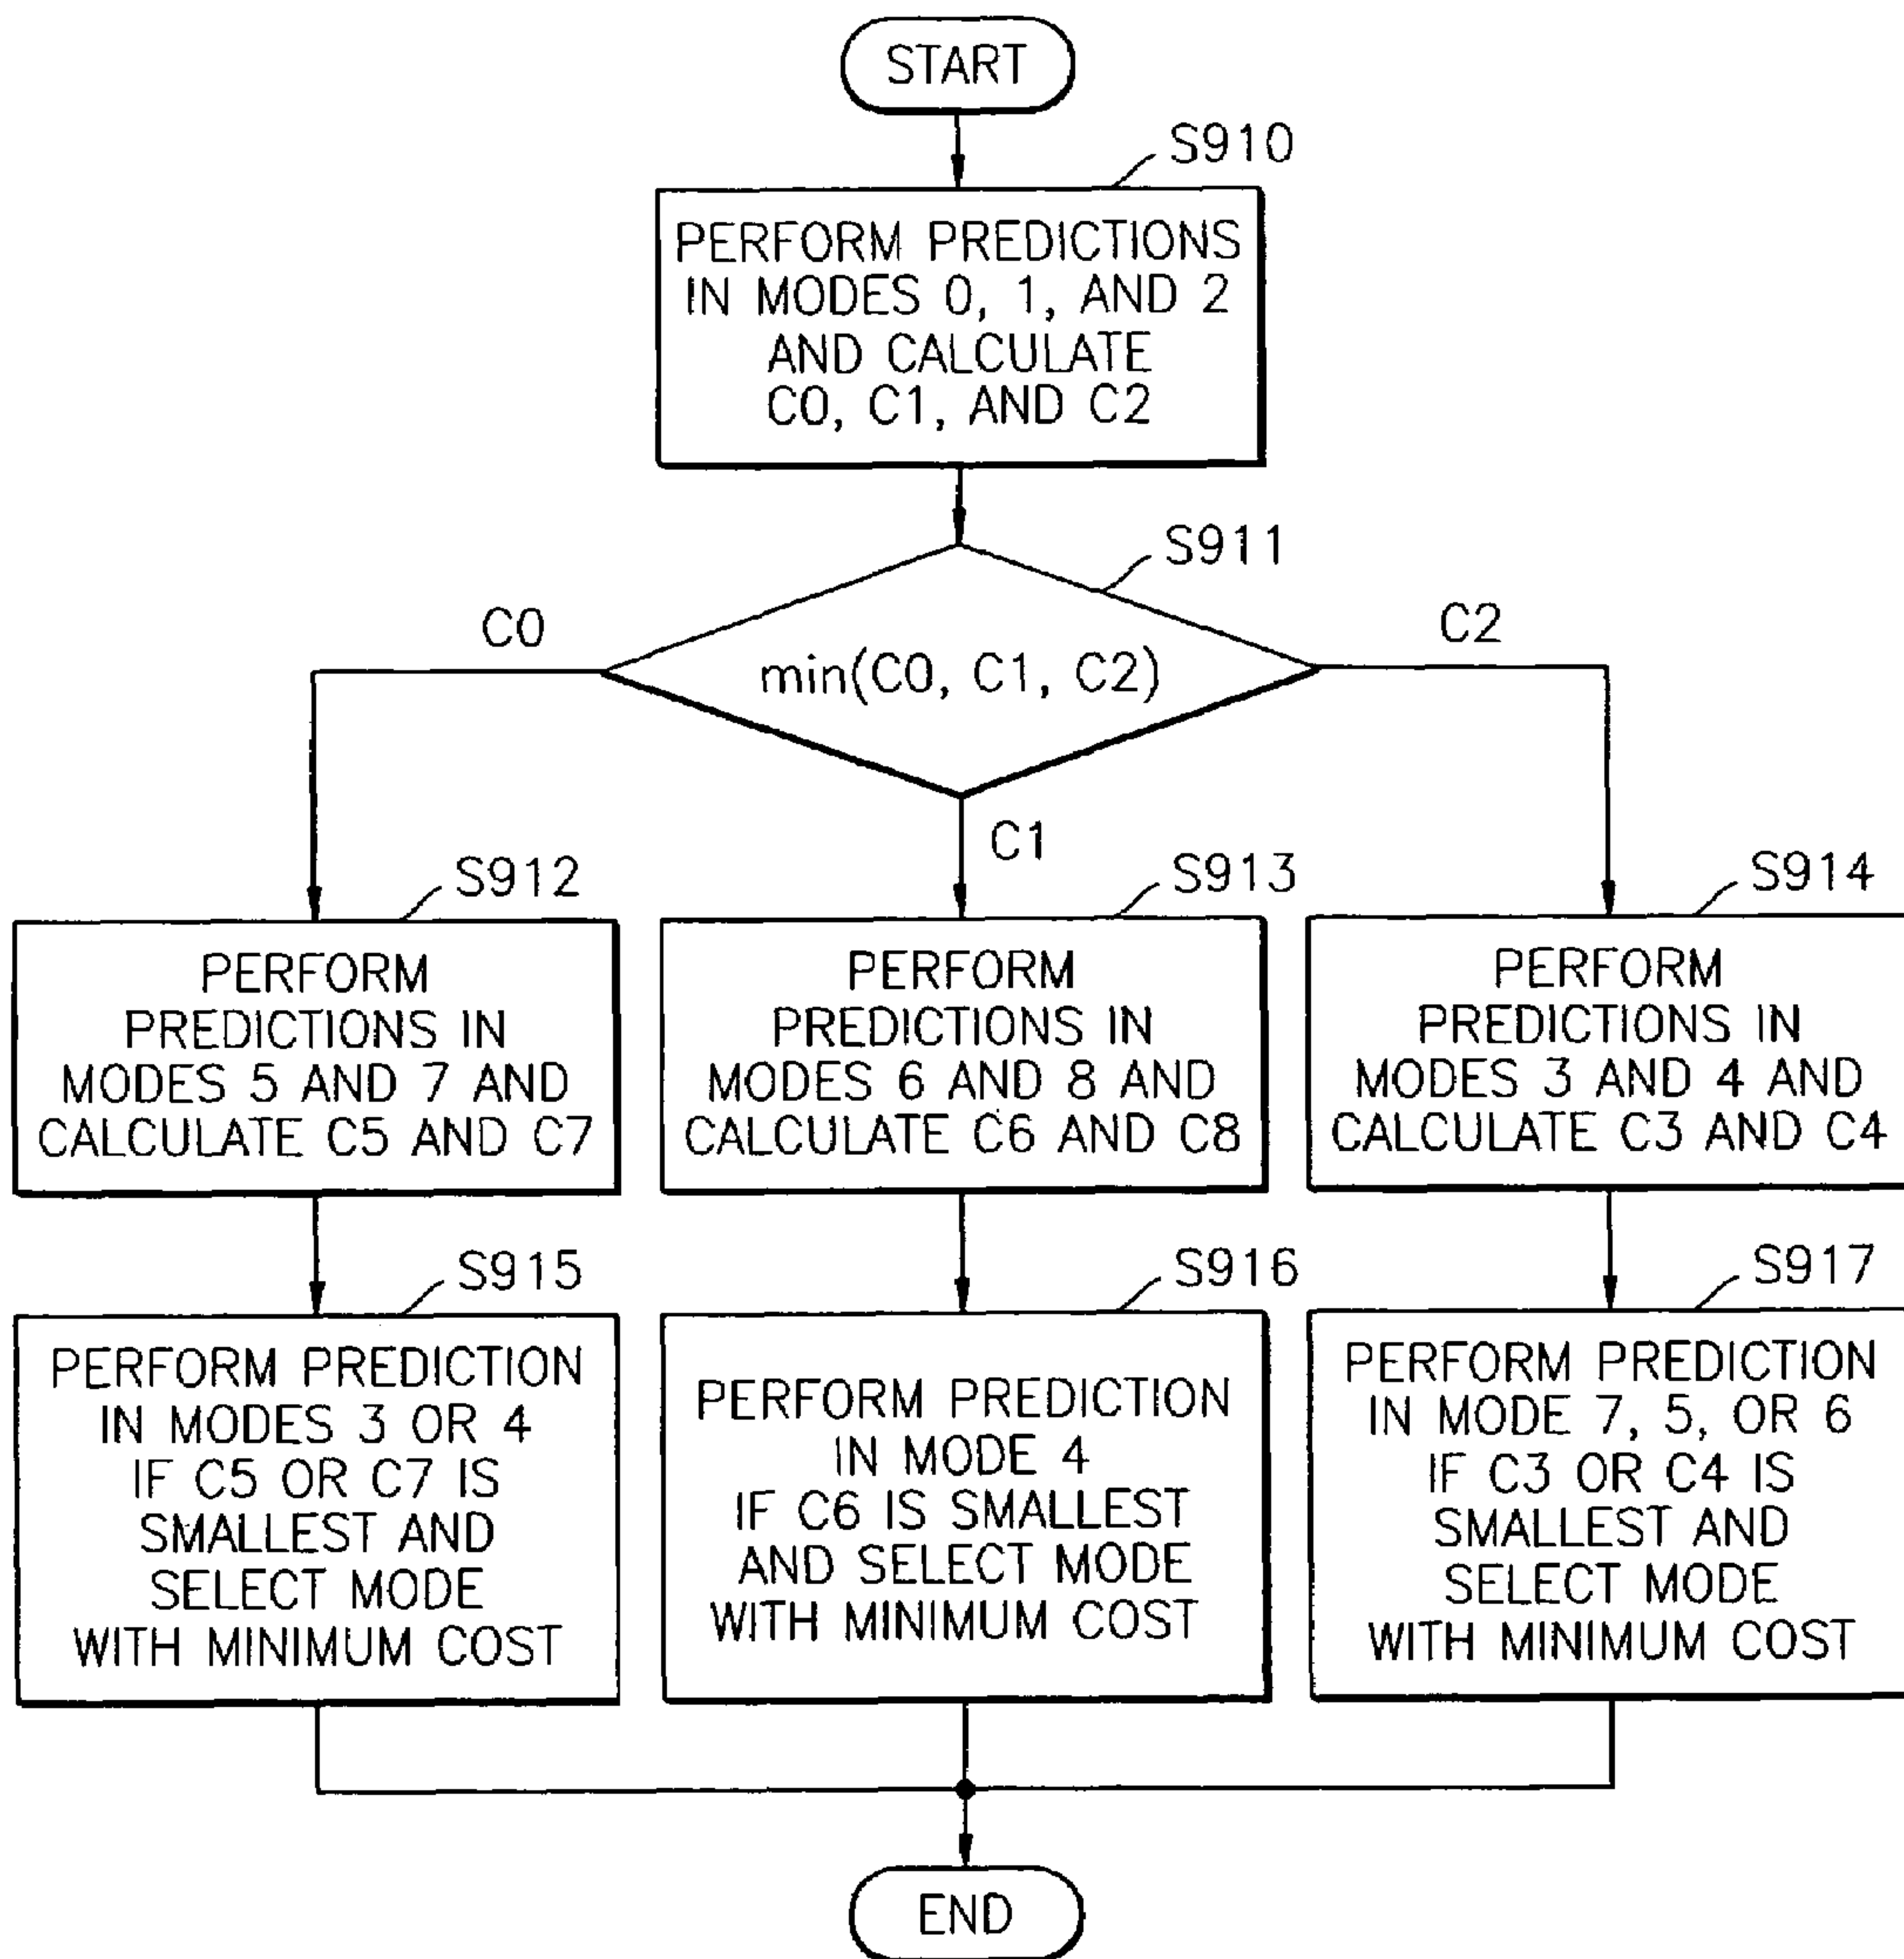 START
S910
PERFORM PREDICTIONS
IN MODES 0, 1, AND 2
AND CALCULATE
C0, C1, AND C2
S911
C0
min(C0, C1, C2)
C2
C1
S912
PERFORM
PREDICTIONS IN
MODES 5 AND 7 AND
CALCULATE C5 AND C7
S913
PERFORM
PREDICTIONS IN
MODES 6 AND 8 AND
CALCULATE C6 AND C8
S914
PERFORM
PREDICTIONS IN
MODES 3 AND 4 AND
CALCULATE C3 AND C4
S915
PERFORM PREDICTION
IN MODES 3 OR 4
IF C5 OR C7 IS
SMALLEST AND
SELECT MODE
WITH MINIMUM COST
S916
PERFORM PREDICTION
IN MODE 4
IF C6 IS SMALLEST
AND SELECT MODE
WITH MINIMUM COST
S917
PERFORM PREDICTION
IN MODE 7, 5, OR 6
IF C3 OR C4 IS
SMALLEST AND
SELECT MODE
WITH MINIMUM COST
END